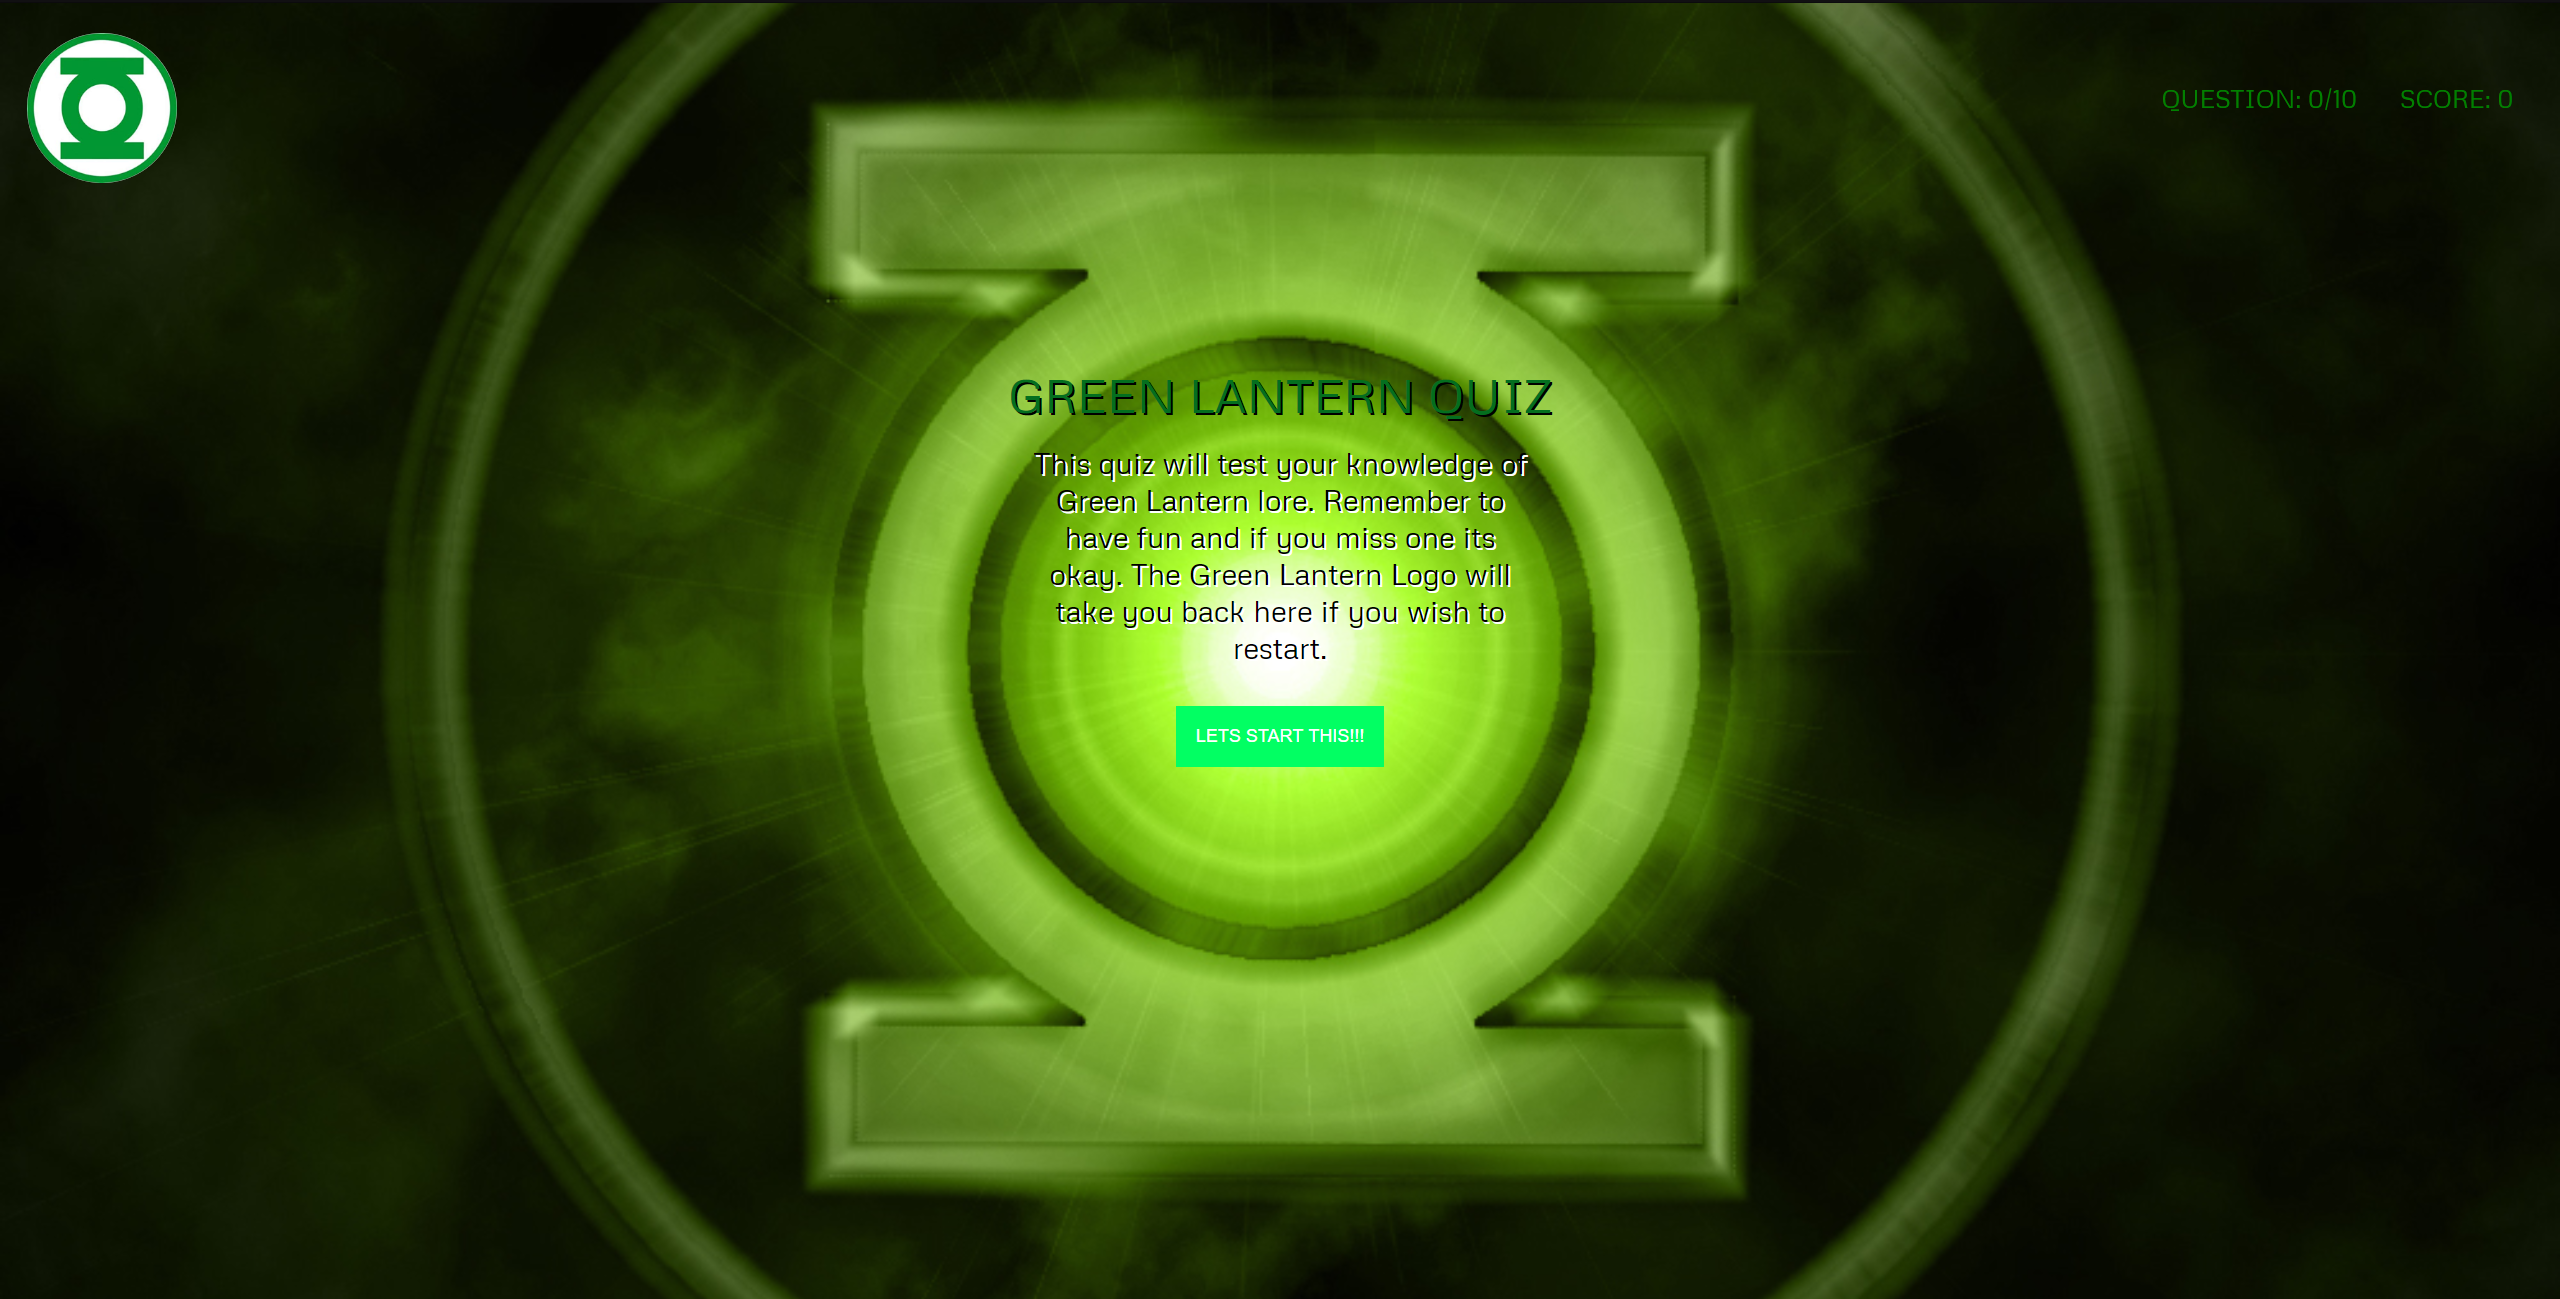 QUESTION: 0/10 SCORE: 0
GREEN LANTERN QUIZ
This quiz will test your knowledge of
Green Lantern lore. Remember to
have fun and if you miss one its
okay. The Green Lantern Logo will
take you back here if you wish to
restart.
LETS START THIS!!!